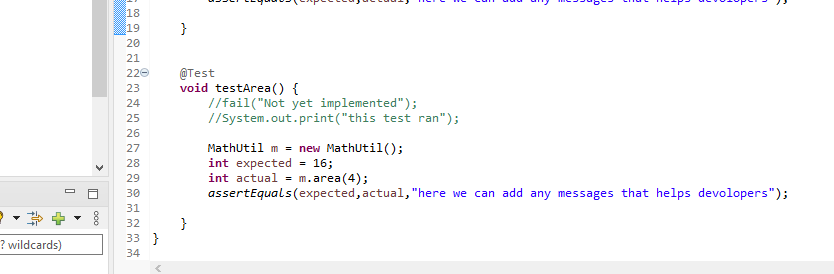 17 assertEquals(expected,actual,"here we can add any messages that helps devolopers");
18
19 }
20
21
22 @Test
23 void testArea() {
24 //fail("Not yet implemented");
25 //System.out.print("this test ran");
26
27 MathUtil m = new MathUtil();
28 int expected = 16;
29 int actual = m.area(4);
30 assertEquals(expected,actual,"here we can add any messages that helps devolopers");
31
32 }
33 }
34
? wildcards)